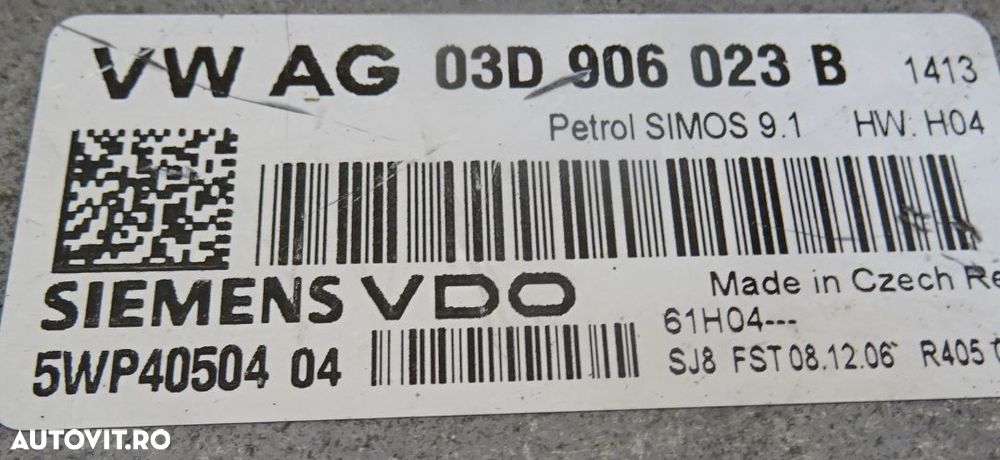 VW AG 03D 906 023 B 1413
Petrol SIMOS 9.1 HW: H04
SIEMENS VDO
Made in Czech Re
5WP40504 04
61H04---
SJ8 FST 08.12.06 R405
AUTOVIT.RO